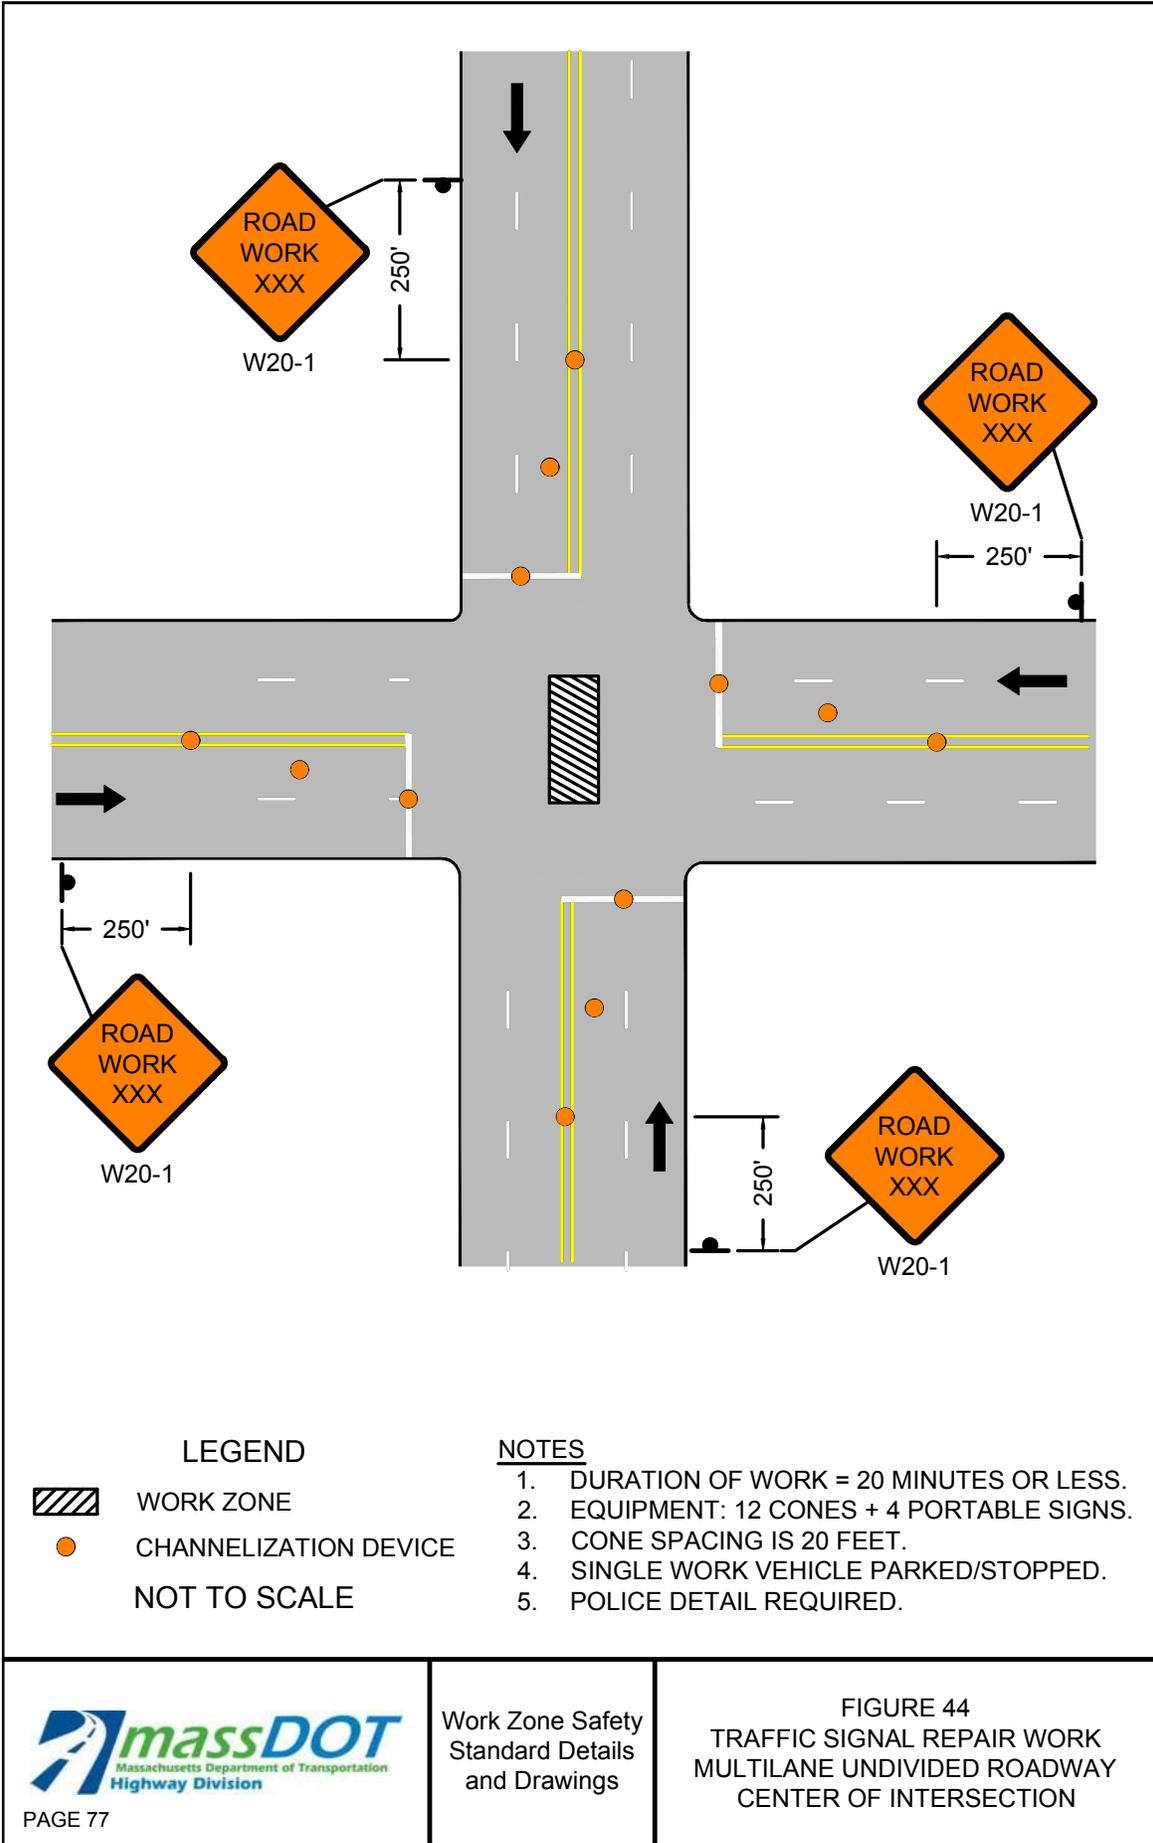 ROAD
WORK
XXX
W20-1
250'
ROAD
WORK
XXX
W20-1
250'
250'
ROAD
WORK
XXX
W20-1
250'
ROAD
WORK
XXX
W20-1
LEGEND
WORK ZONE
CHANNELIZATION DEVICE
NOT TO SCALE
NOTES
1. DURATION OF WORK = 20 MINUTES OR LESS.
2. EQUIPMENT: 12 CONES + 4 PORTABLE SIGNS.
3. CONE SPACING IS 20 FEET.
4. SINGLE WORK VEHICLE PARKED/STOPPED.
5. POLICE DETAIL REQUIRED.
massDOT
Massachusetts Department of Transportation
Highway Division
PAGE 77
Work Zone Safety
Standard Details
and Drawings
FIGURE 44
TRAFFIC SIGNAL REPAIR WORK
MULTILANE UNDIVIDED ROADWAY
CENTER OF INTERSECTION